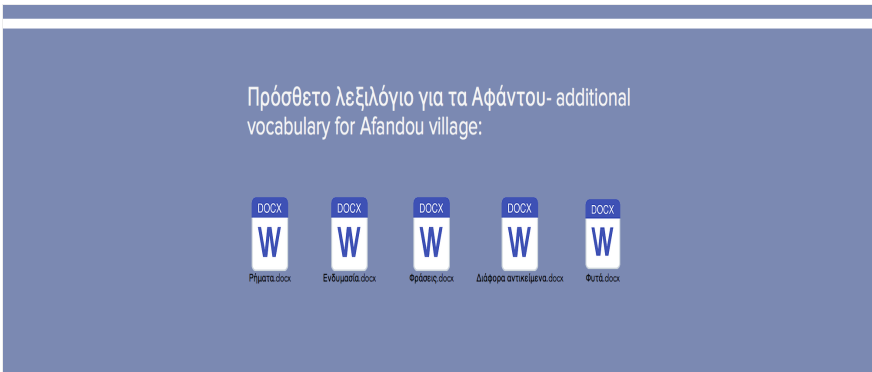 Πρόσθετο λεξιλόγιο για τα Αφάντου- additional
vocabulary for Afandou village:
DOCX DOCX DOCX DOCX DOCX
W W W W W
Ρήματα.docx Ενδυμασία.docx Φράσεις.docx Διάφορα αντικείμενα.docx Φυτά.docx